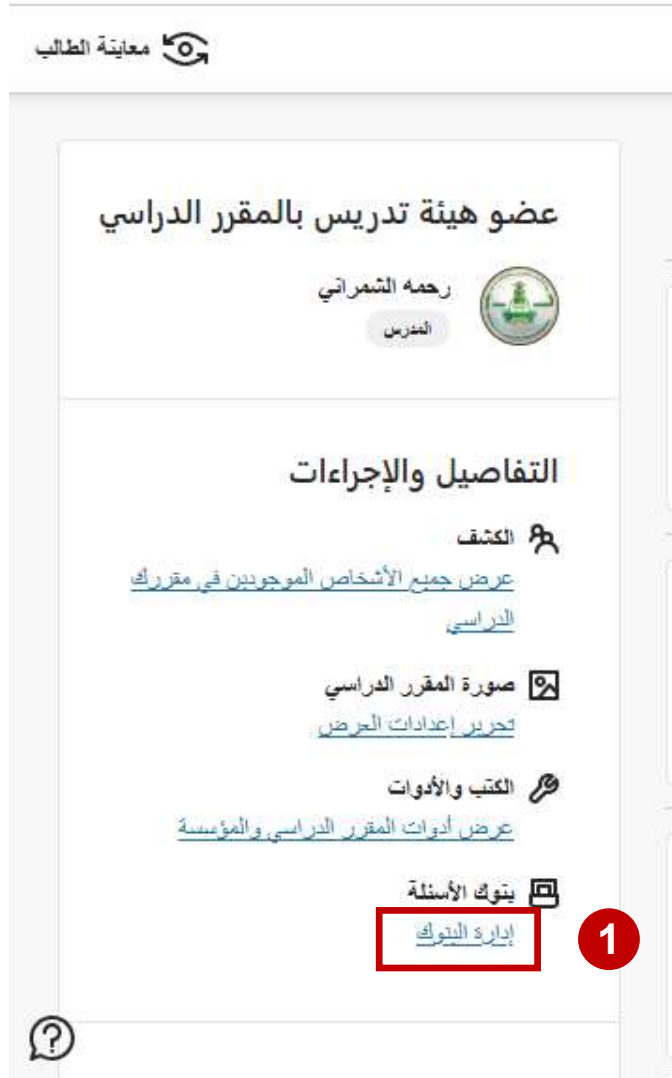 معاينة الطالب
عضو هيئة تدريس بالمقرر الدراسي
رحمه الشمراني
المدرس
التفاصيل والإجراءات
الكشف
عرض جميع الأشخاص الموجودين في مقررك
الدراسي
صورة المقرر الدراسي
تحرير إعدادات العرض
الكتب والأدوات
عرض أدوات المقرر الدراسي والمؤسسة
بنوك الأسئلة
إدارة البنوك
1